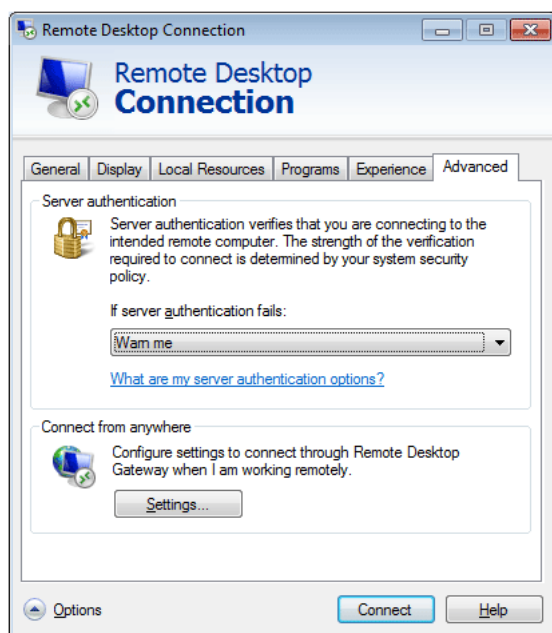 Remote Desktop Connection
Remote Desktop
Connection
General Display Local Resources Programs Experience Advanced
Server authentication
Server authentication verifies that you are connecting to the
intended remote computer. The strength of the verification
required to connect is determined by your system security
policy.
If server authentication fails:
Warn me
What are my server authentication options?
Connect from anywhere
Configure settings to connect through Remote Desktop
Gateway when I am working remotely.
Settings...
Options Connect Help